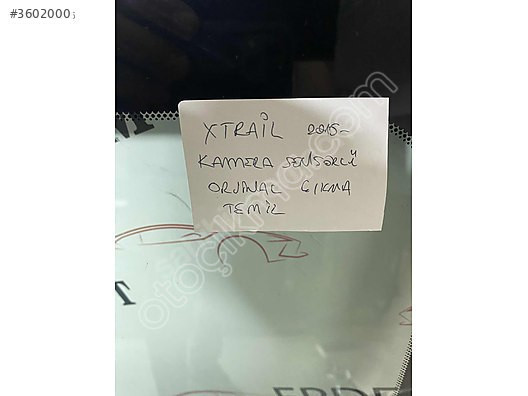 #3602000
XTRAİL 2015-
KAMERA SENSÖRLÜ
ORJİNAL ÇIKMA
TEMİZ
otoçıkma.com